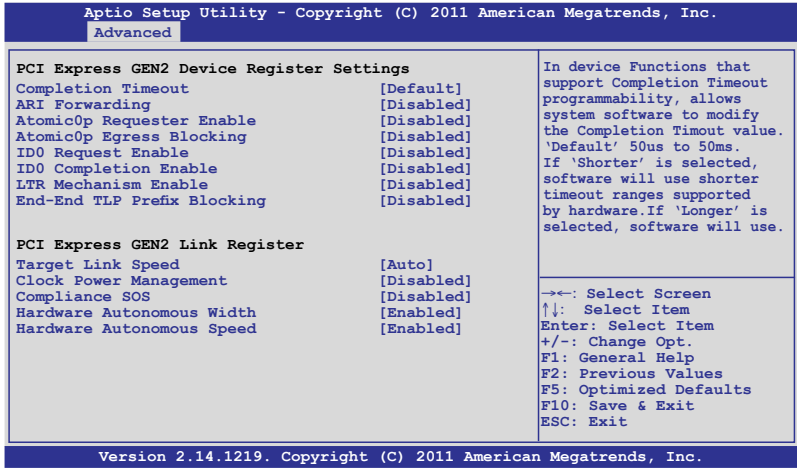 Aptio Setup Utility - Copyright (C) 2011 American Megatrends, Inc.
Advanced
PCI Express GEN2 Device Register Settings
Completion Timeout [Default]
ARI Forwarding [Disabled]
Atomic0p Requester Enable [Disabled]
Atomic0p Egress Blocking [Disabled]
ID0 Request Enable [Disabled]
ID0 Completion Enable [Disabled]
LTR Mechanism Enable [Disabled]
End-End TLP Prefix Blocking [Disabled]
PCI Express GEN2 Link Register
Target Link Speed [Auto]
Clock Power Management [Disabled]
Compliance SOS [Disabled]
Hardware Autonomous Width [Enabled]
Hardware Autonomous Speed [Enabled]
In device Functions that
support Completion Timeout
programmability, allows
system software to modify
the Completion Timout value.
‘Default’ 50us to 50ms.
If ‘Shorter’ is selected,
software will use shorter
timeout ranges supported
by hardware.If ‘Longer’ is
selected, software will use.
→←: Select Screen
↑↓: Select Item
Enter: Select Item
+/-: Change Opt.
F1: General Help
F2: Previous Values
F5: Optimized Defaults
F10: Save & Exit
ESC: Exit
Version 2.14.1219. Copyright (C) 2011 American Megatrends, Inc.